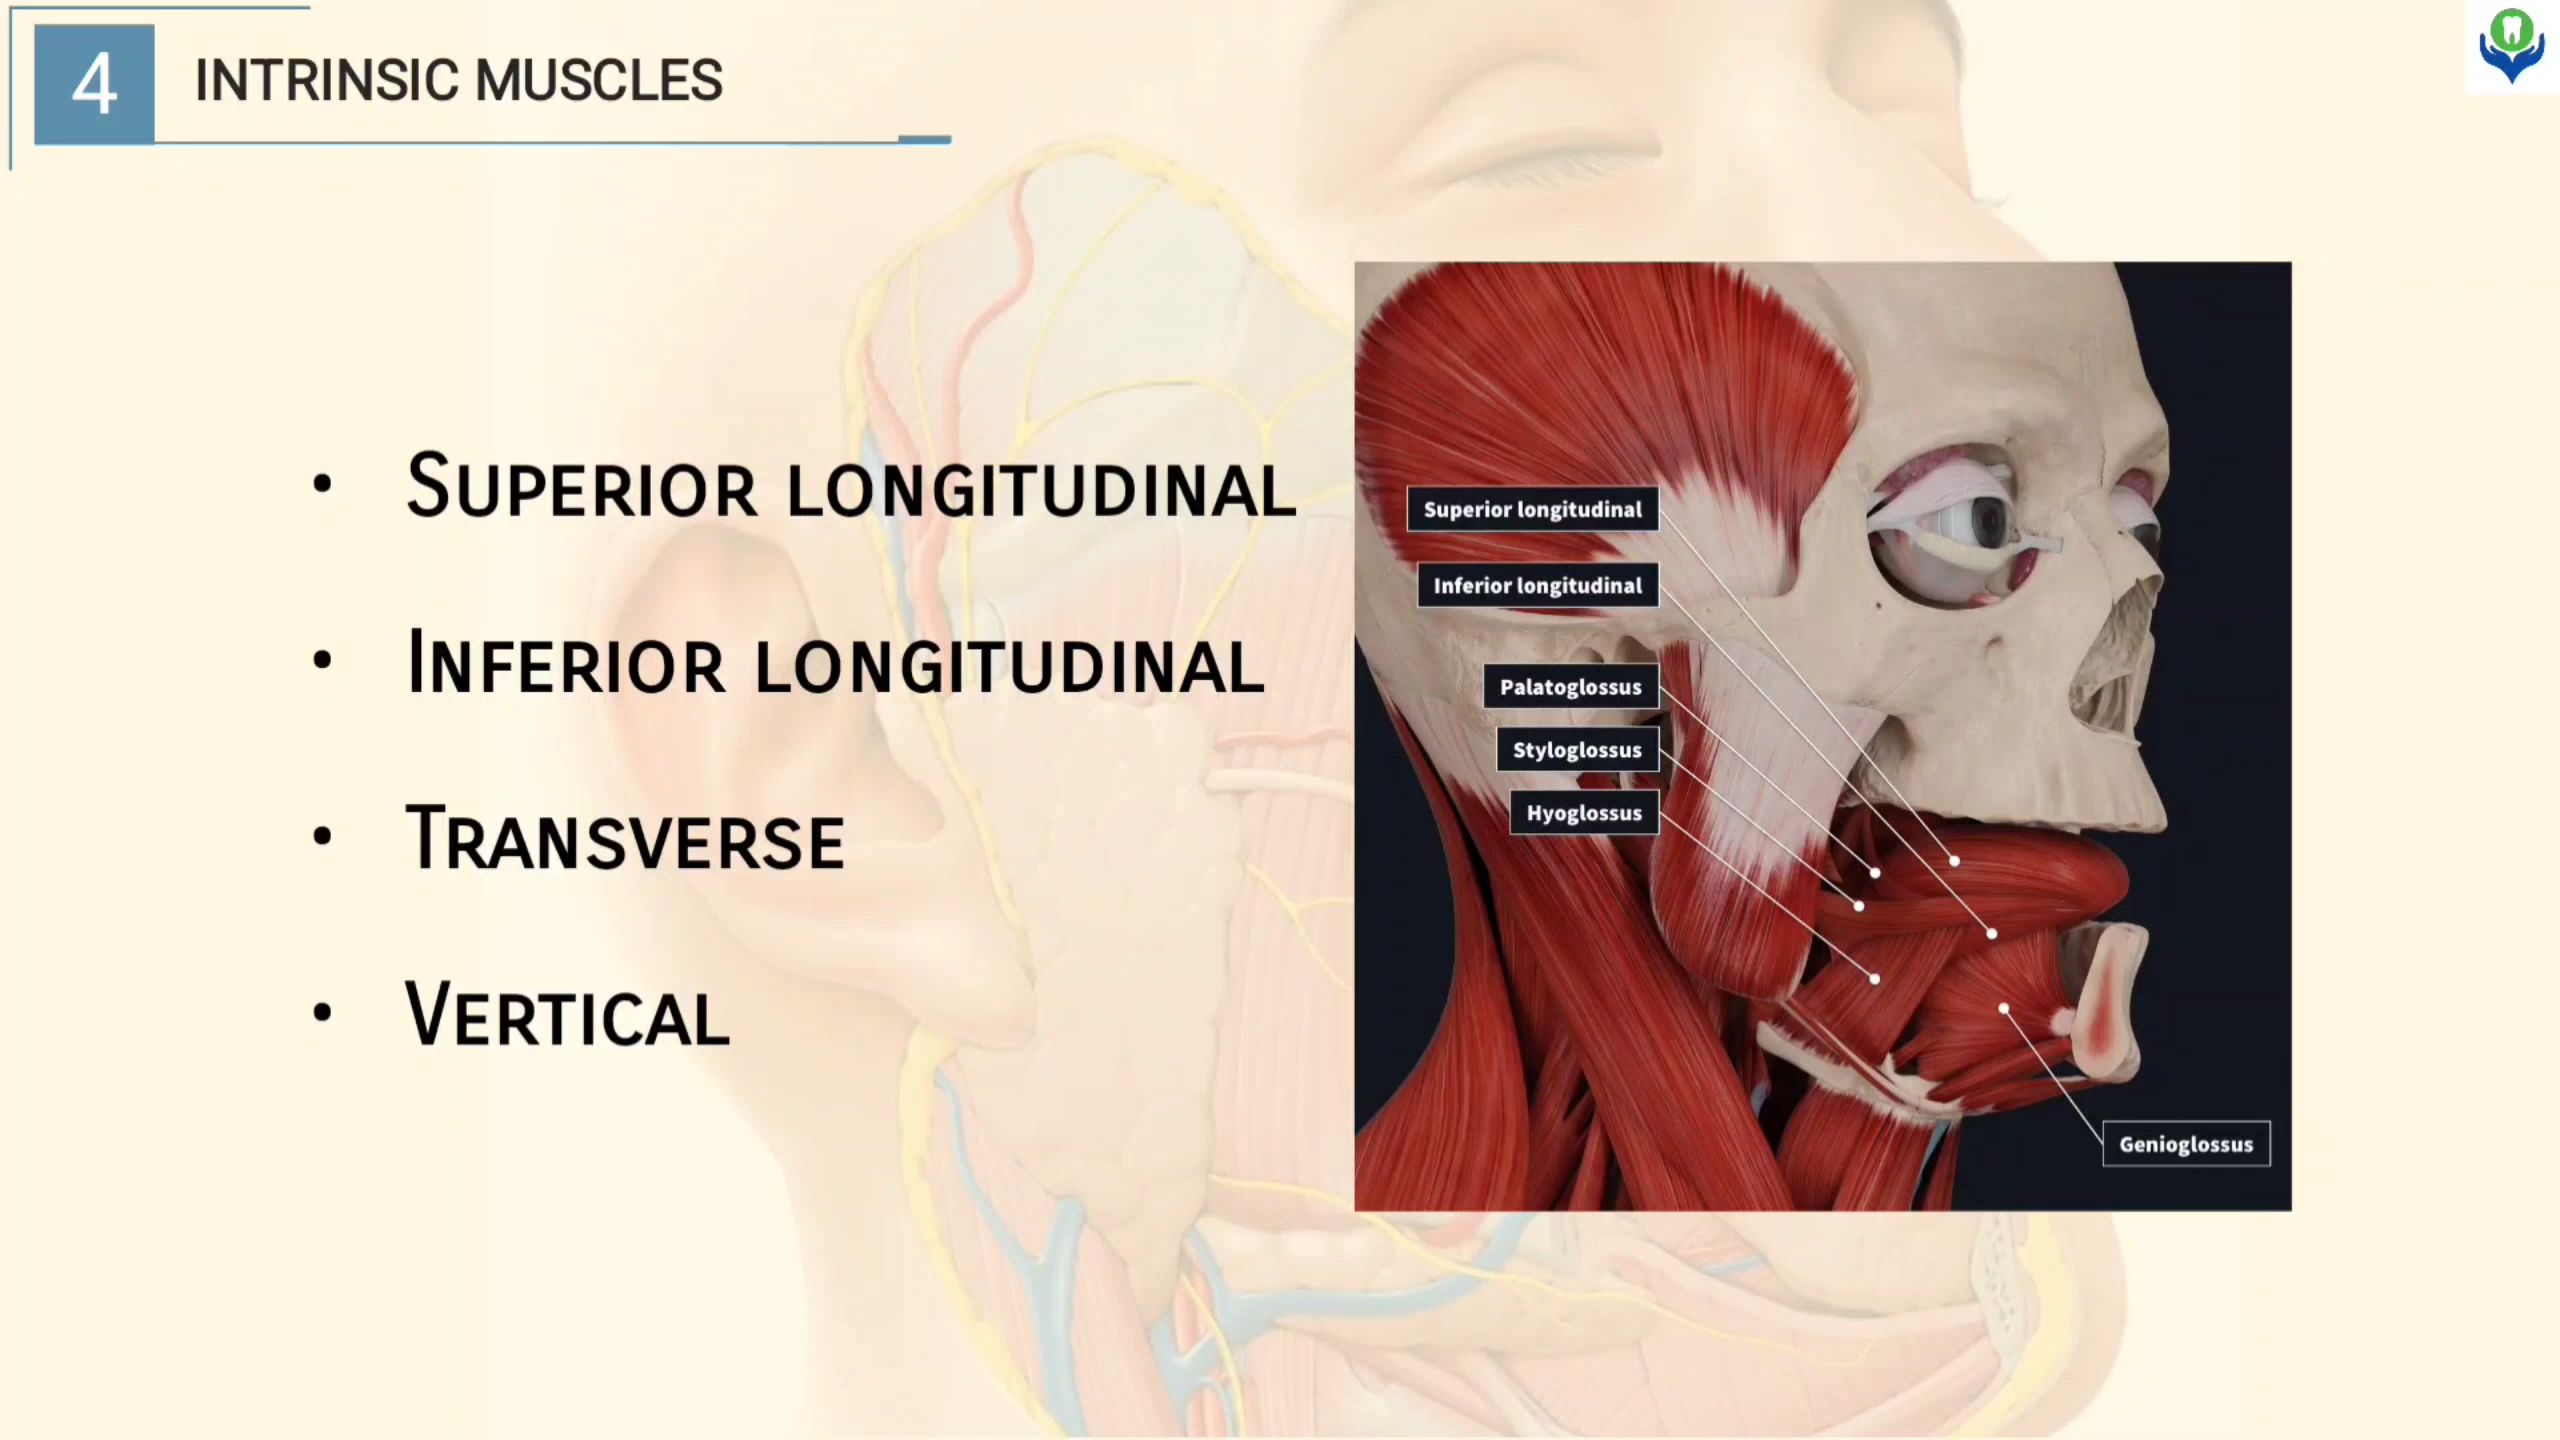 4 INTRINSIC MUSCLES
• Superior longitudinal
• Inferior longitudinal
• Transverse
• Vertical
Superior longitudinal
Inferior longitudinal
Palatoglossus
Styloglossus
Hyoglossus
Genioglossus